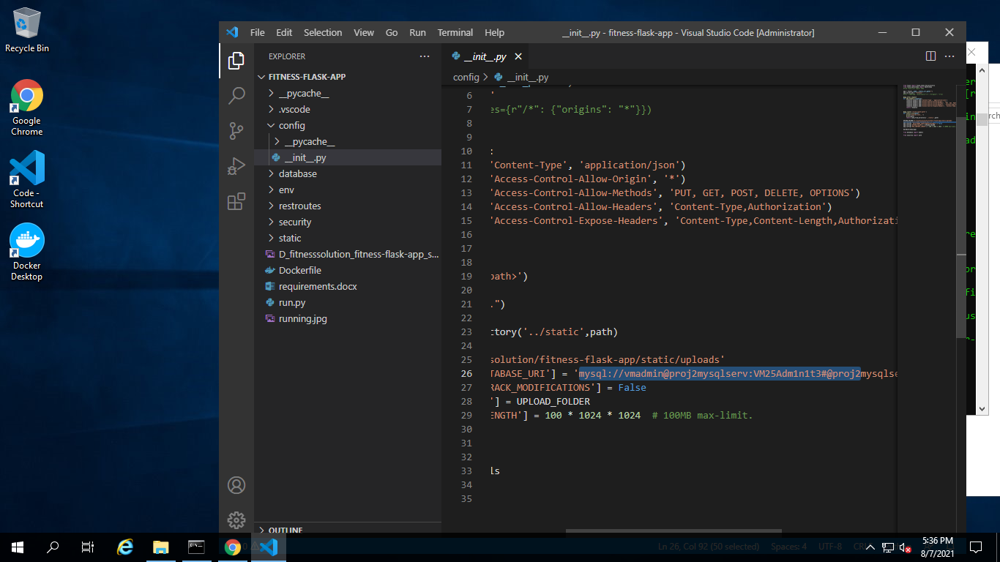 Recycle Bin
Google
Chrome
Code -
Shortcut
Docker
Desktop
File Edit Selection View Go Run Terminal Help
__init__.py - fitness-flask-app - Visual Studio Code [Administrator]
EXPLORER
FITNESS-FLASK-APP
__pycache__
.vscode
config
__pycache__
__init__.py
database
env
restroutes
security
static
D_fitnesssolution_fitness-flask-app_s...
Dockerfile
requirements.docx
run.py
running.jpg
OUTLINE
__init__.py
config > __init__.py
6 '
7 es={r"/*": {"origins": "*"}})
8
9
10 :
11 'Content-Type', 'application/json')
12 'Access-Control-Allow-Origin', '*')
13 'Access-Control-Allow-Methods', 'PUT, GET, POST, DELETE, OPTIONS')
14 'Access-Control-Allow-Headers', 'Content-Type,Authorization')
15 'Access-Control-Expose-Headers', 'Content-Type,Content-Length,Authorizati
16
17
18
19 path>')
20
21 .")
22
23 ctory('../static',path)
24
25 solution/fitness-flask-app/static/uploads'
26 TABASE_URI'] = 'mysql://vmadmin@proj2mysqlserv:VM25Adm1n1t3#@proj2mysqlse
27 RACK_MODIFICATIONS'] = False
28 '] = UPLOAD_FOLDER
29 ENGTH'] = 100 * 1024 * 1024 # 100MB max-limit.
30
31
32
33 ls
34
35
Ln 26, Col 92 (50 selected) Spaces: 4 UTF-8
5:36 PM
8/7/2021